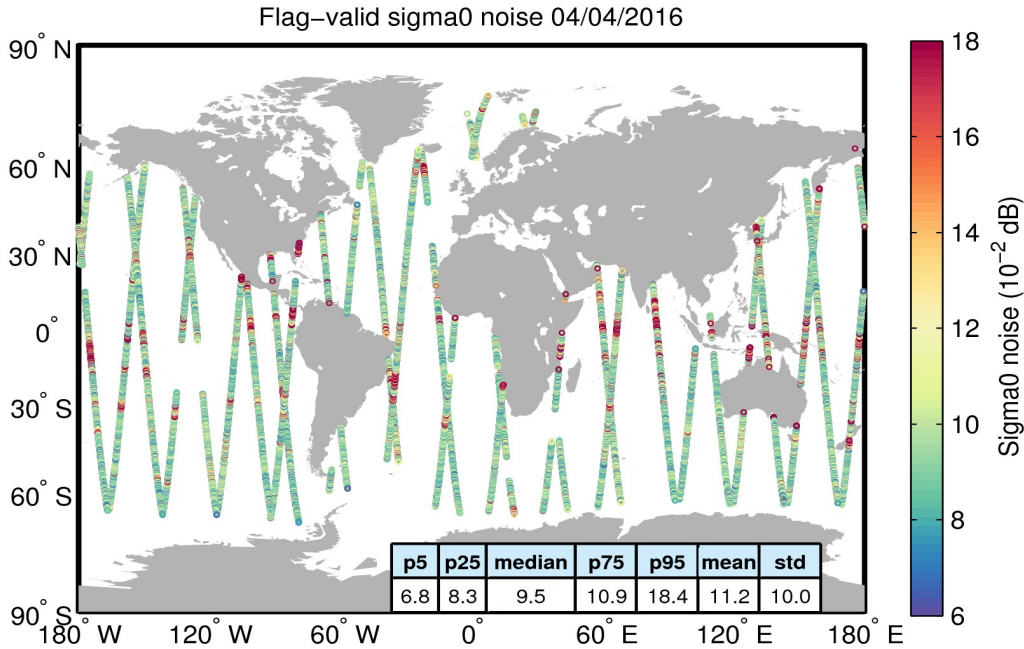 Flag−valid sigma0 noise 04/04/2016
90° N
60° N
30° N
0°
30° S
60° S
90° S
180° W
120° W
60° W
0°
60° E
120° E
180° E
p5 p25 median p75 p95 mean std
6.8 8.3 9.5 10.9 18.4 11.2 10.0
18
16
14
12
10
8
6
Sigma0 noise (10⁻² dB)